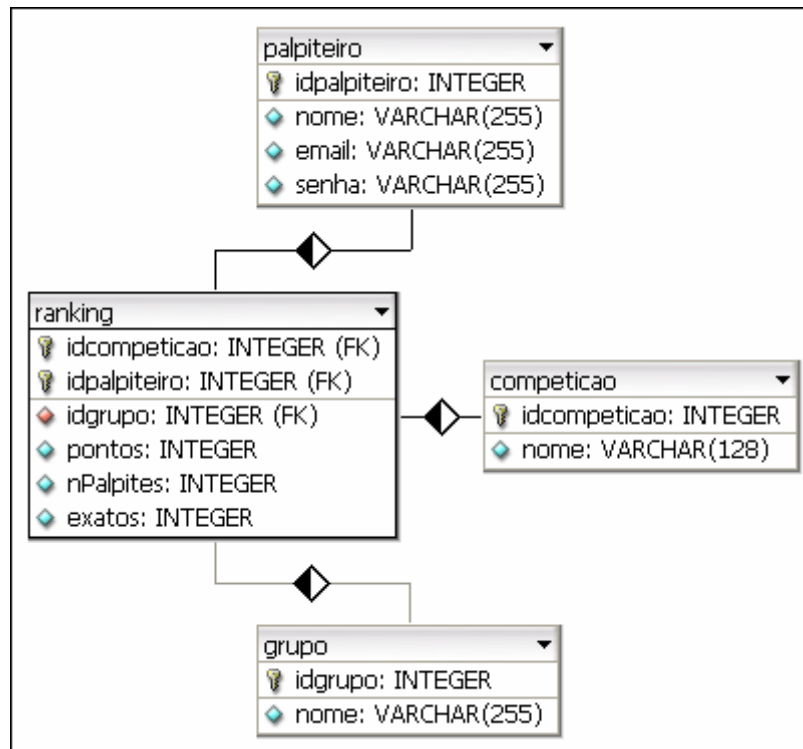 palpiteiro
idpalpiteiro: INTEGER
nome: VARCHAR(255)
email: VARCHAR(255)
senha: VARCHAR(255)
ranking
idcompeticao: INTEGER (FK)
idpalpiteiro: INTEGER (FK)
idgrupo: INTEGER (FK)
pontos: INTEGER
nPalpites: INTEGER
exatos: INTEGER
competicao
idcompeticao: INTEGER
nome: VARCHAR(128)
grupo
idgrupo: INTEGER
nome: VARCHAR(255)